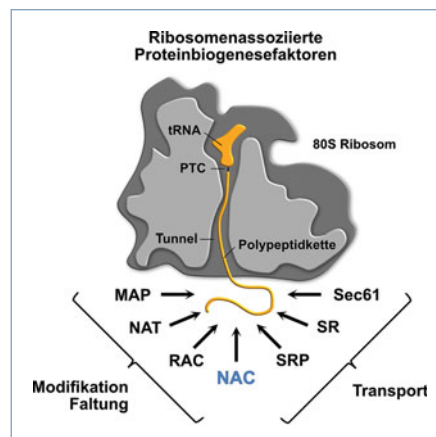 Ribosomenassoziierte
Proteinbiogenesefaktoren
tRNA
80S Ribosom
PTC
Tunnel
Polypeptidkette
MAP
Sec61
NAT
SR
RAC
SRP
NAC
Modifikation
Faltung
Transport